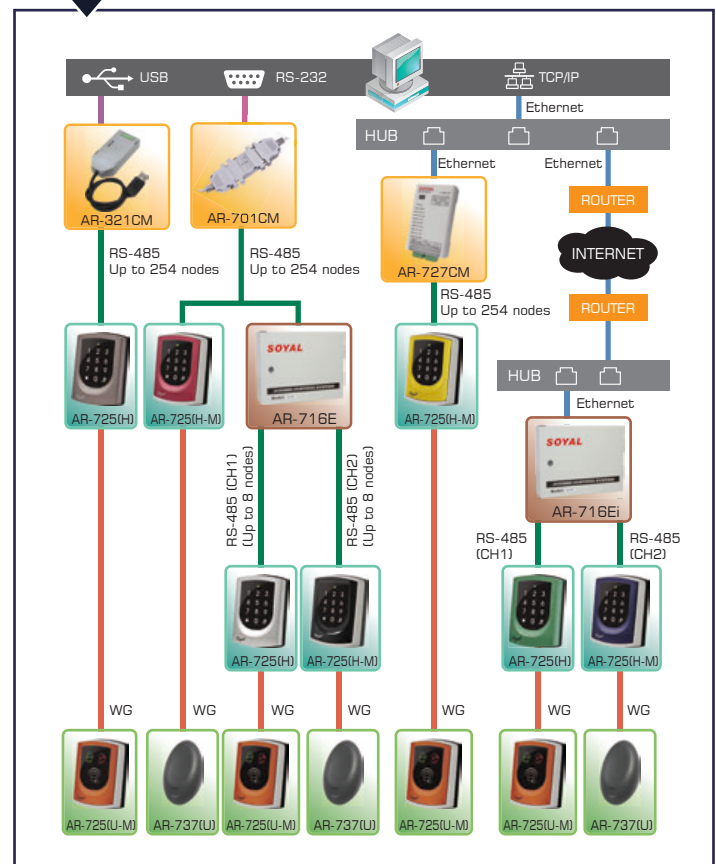 USB
RS-232
TCP/IP
Ethernet
HUB
Ethernet
Ethernet
AR-321CM
AR-701CM
AR-727CM
ROUTER
INTERNET
ROUTER
RS-485
Up to 254 nodes
RS-485
Up to 254 nodes
RS-485
Up to 254 nodes
SOYAL
AR-725(H)
AR-725(H-M)
AR-716E
AR-725(H-M)
HUB
Ethernet
SOYAL
AR-716Ei
RS-485 (CH1)
(Up to 8 nodes)
RS-485 (CH2)
(Up to 8 nodes)
RS-485
(CH1)
RS-485
(CH2)
AR-725(H)
AR-725(H-M)
AR-725(H)
AR-725(H-M)
WG
WG
WG
WG
WG
WG
WG
AR-725(U-M)
AR-737(U)
AR-725(U-M)
AR-737(U)
AR-725(U-M)
AR-725(U-M)
AR-737(U)